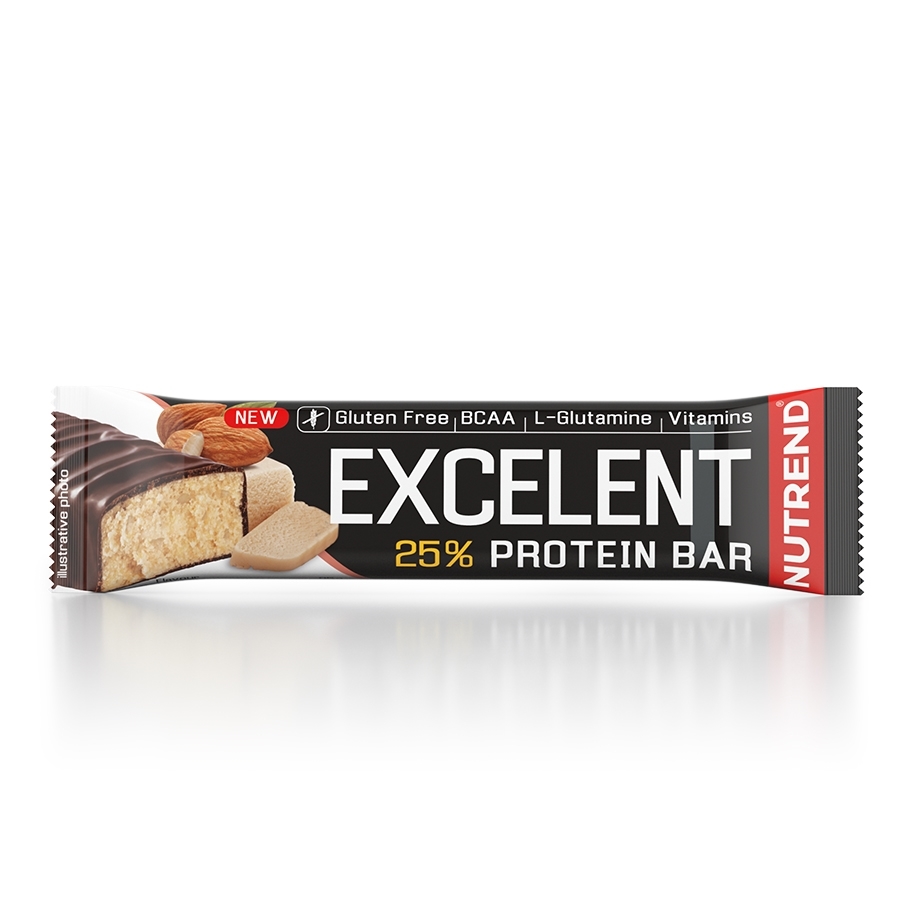 NEW
Gluten Free | BCAA | L-Glutamine | Vitamins
EXCELENT
25% PROTEIN BAR
NUTREND®
illustrative photo